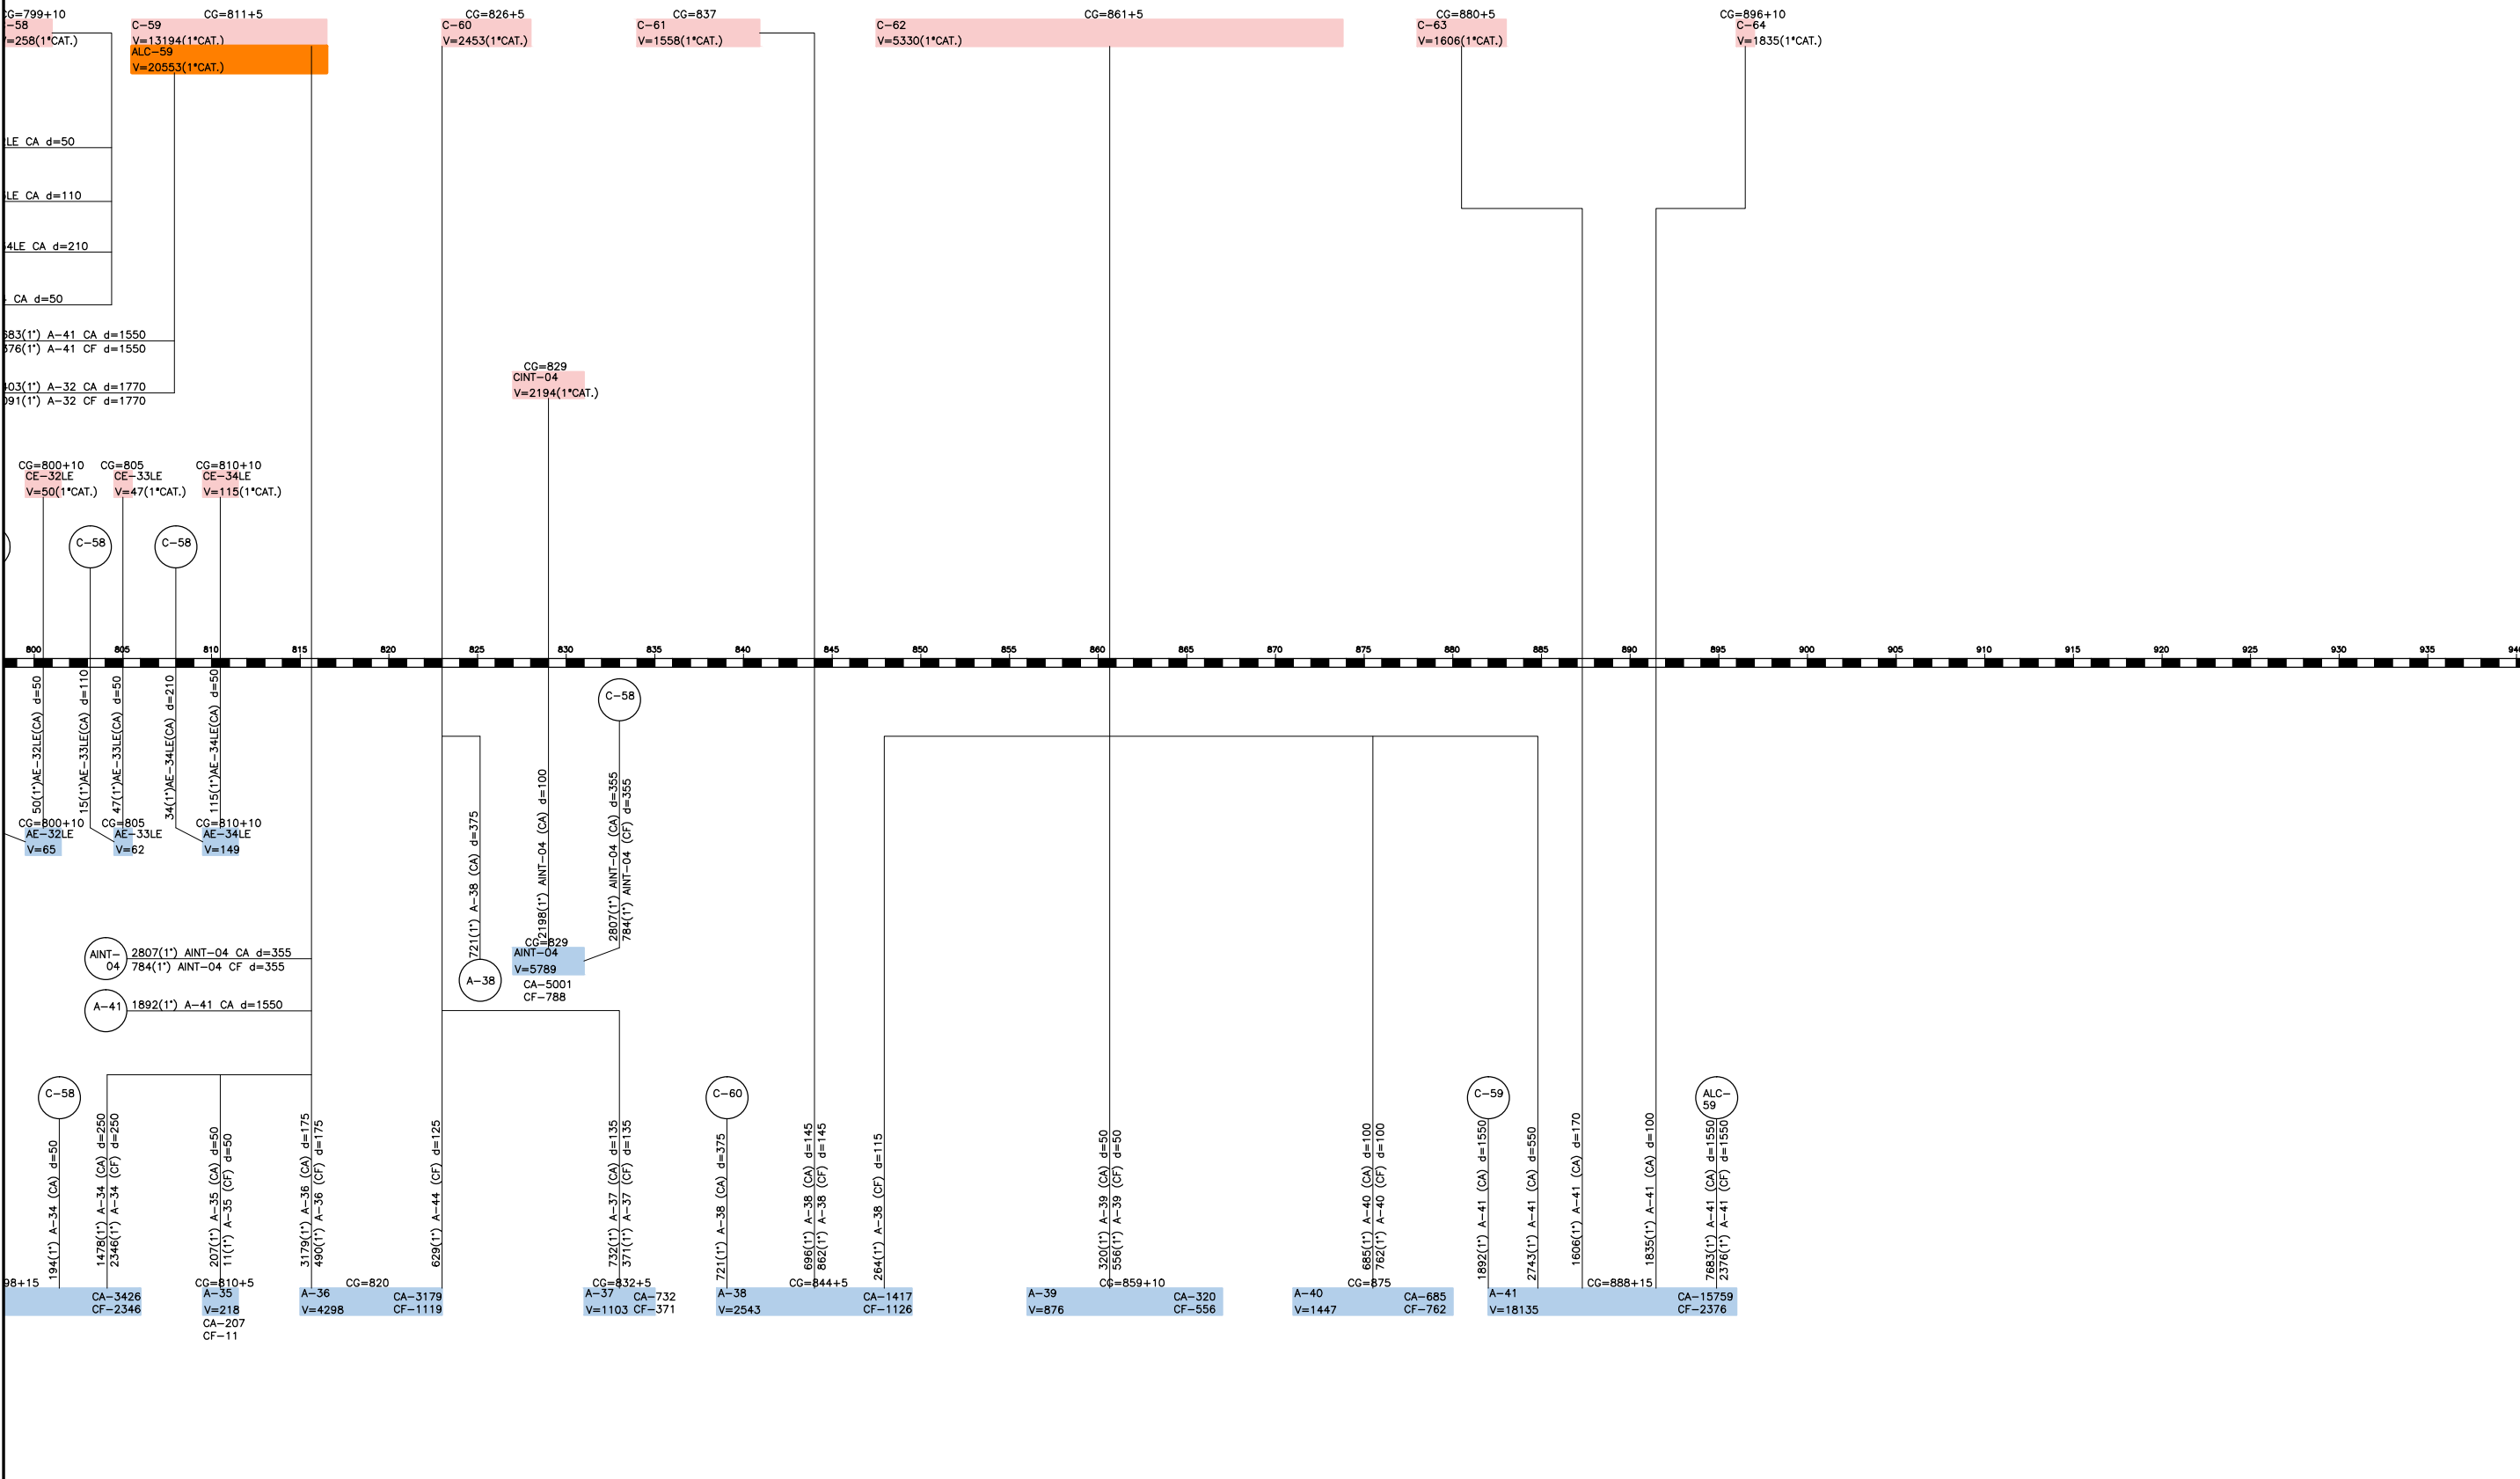 CG=799+10
CG=811+5
CG=826+5
CG=837
CG=861+5
CG=880+5
CG=896+10
-58
C-59
C-60
C-61
C-62
C-63
C-64
V=258(1ªCAT.)
V=13194(1ªCAT.)
V=2453(1ªCAT.)
V=1558(1ªCAT.)
V=5330(1ªCAT.)
V=1606(1ªCAT.)
V=1835(1ªCAT.)
ALC-59
V=20553(1ªCAT.)
LE CA d=50
LE CA d=110
4LE CA d=210
CA d=50
683(1ª) A-41 CA d=1550
376(1ª) A-41 CF d=1550
403(1ª) A-32 CA d=1770
091(1ª) A-32 CF d=1770
CG=829
CINT-04
V=2194(1ªCAT.)
CG=800+10
CE-32LE
V=50(1ªCAT.)
CG=805
CE-33LE
V=47(1ªCAT.)
CG=810+10
CE-34LE
V=115(1ªCAT.)
C-58
C-58
800 805 810 815 820 825 830 835 840 845 850 855 860 865 870 875 880 885 890 895 900 905 910 915 920 925 930 935 940
50(1ª)AE-32LE(CA) d=50
15(1ª)AE-33LE(CA) d=110
47(1ª)AE-33LE(CA) d=50
34(1ª)AE-34LE(CA) d=210
115(1ª)AE-34LE(CA) d=50
C-58
721(1ª) A-38 (CA) d=375
2198(1ª) AINT-04 (CA) d=100
2807(1ª) AINT-04 (CA) d=355
784(1ª) AINT-04 (CF) d=355
CG=800+10
AE-32LE
V=65
CG=805
AE-33LE
V=62
CG=810+10
AE-34LE
V=149
AINT-
04
2807(1ª) AINT-04 CA d=355
784(1ª) AINT-04 CF d=355
A-41
1892(1ª) A-41 CA d=1550
A-38
CG=829
AINT-04
V=5789
CA-5001
CF-788
C-58
C-60
C-59
ALC-
59
194(1ª) A-34 (CA) d=50
1478(1ª) A-34 (CA) d=250
2346(1ª) A-34 (CF) d=250
207(1ª) A-35 (CA) d=50
11(1ª) A-35 (CF) d=50
3179(1ª) A-36 (CA) d=175
490(1ª) A-36 (CF) d=175
629(1ª) A-44 (CF) d=125
732(1ª) A-37 (CA) d=135
371(1ª) A-37 (CF) d=135
721(1ª) A-38 (CA) d=375
696(1ª) A-38 (CA) d=145
862(1ª) A-38 (CF) d=145
264(1ª) A-38 (CF) d=115
320(1ª) A-39 (CA) d=50
556(1ª) A-39 (CF) d=50
685(1ª) A-40 (CA) d=100
762(1ª) A-40 (CF) d=100
1892(1ª) A-41 (CA) d=1550
2743(1ª) A-41 (CA) d=550
1606(1ª) A-41 (CA) d=170
1835(1ª) A-41 (CA) d=100
7683(1ª) A-41 (CA) d=1550
2376(1ª) A-41 (CF) d=1550
98+15
CA-3426
CF-2346
CG=810+5
A-35
V=218
CA-207
CF-11
CG=820
A-36 CA-3179
V=4298 CF-1119
CG=832+5
A-37 CA-732
V=1103 CF-371
CG=844+5
A-38 CA-1417
V=2543 CF-1126
CG=859+10
A-39 CA-320
V=876 CF-556
CG=875
A-40 CA-685
V=1447 CF-762
CG=888+15
A-41 CA-15759
V=18135 CF-2376